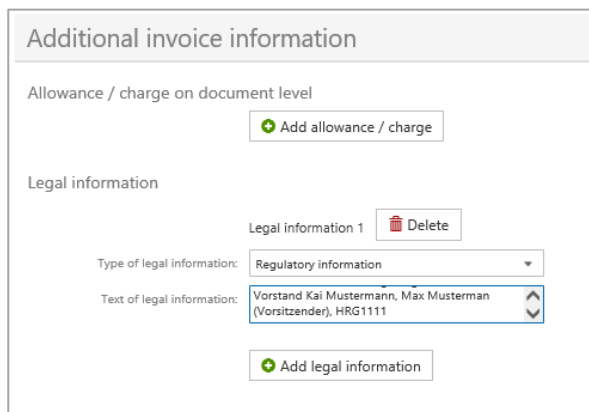 Additional invoice information
Allowance / charge on document level
Add allowance / charge
Legal information
Legal information 1 Delete
Type of legal information: Regulatory information
Text of legal information:
Vorstand Kai Mustermann, Max Musterman
(Vorsitzender), HRG1111
Add legal information